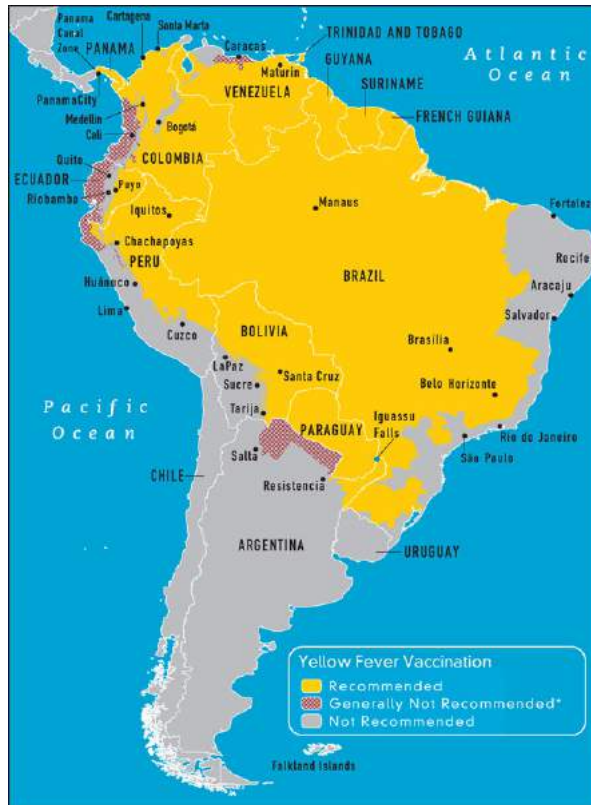 Panama
Canal
Zone
PANAMA
Cartagena
Santa Marta
Caracas
Maturin
TRINIDAD AND TOBAGO
Atlantic
Ocean
GUYANA
SURINAME
FRENCH GUIANA
VENEZUELA
PanamaCity
Medellin
Cali
Bogotá
COLOMBIA
Quito
ECUADOR
Puyo
Riobamba
Iquitos
Manaus
Chachapoyas
PERU
BRAZIL
Fortalez
Recife
Aracaju
Salvador
Huánuco
Lima
Cuzco
BOLIVIA
Brasília
LaPaz
Santa Cruz
Sucre
Belo Horizonte
Pacific
Ocean
Tarija
PARAGUAY
Iguassu
Falls
Rio de Janeiro
São Paulo
Salta
CHILE
Resistencia
ARGENTINA
URUGUAY
Yellow Fever Vaccination
Recommended
Generally Not Recommended*
Not Recommended
Falkland Islands